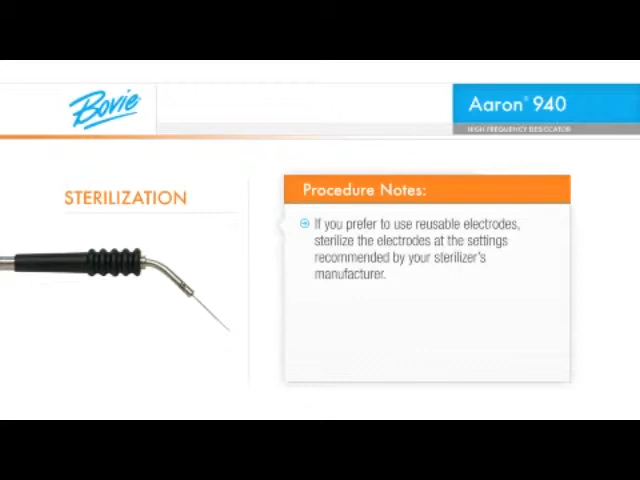 Bovie
Aaron® 940
HIGH FREQUENCY DESICCATOR
STERILIZATION
Procedure Notes:
If you prefer to use reusable electrodes,
sterilize the electrodes at the settings
recommended by your sterilizer's
manufacturer.